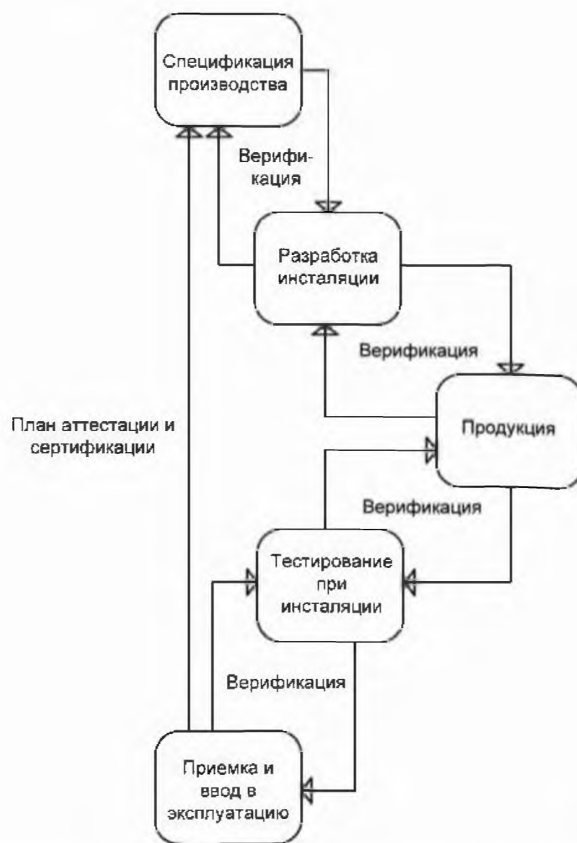 Спецификация
производства
Верифи-
кация
Разработка
инсталяции
Верификация
Продукция
План аттестации и
сертификации
Верификация
Тестирование
при
инсталяции
Верификация
Приемка и
ввод в
эксплуатацию